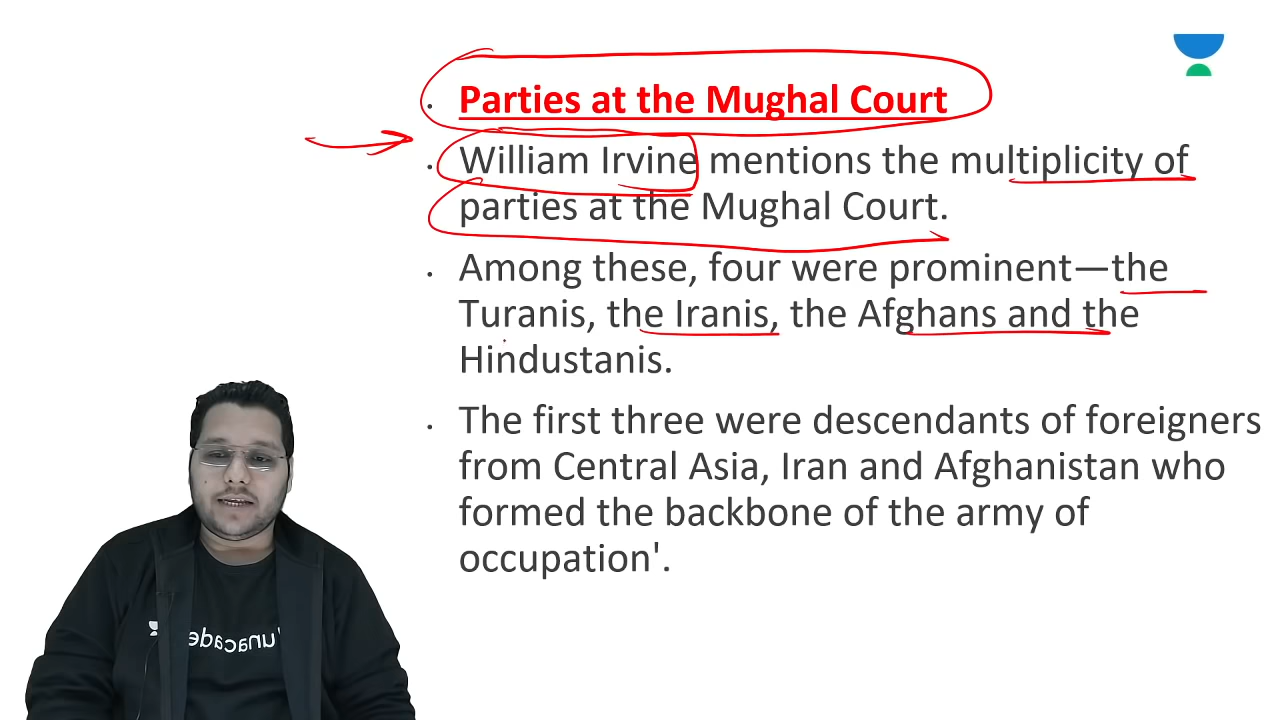 Parties at the Mughal Court
William Irvine mentions the multiplicity of
parties at the Mughal Court.
Among these, four were prominent—the
Turanis, the Iranis, the Afghans and the
Hindustanis.
The first three were descendants of foreigners
from Central Asia, Iran and Afghanistan who
formed the backbone of the army of
occupation'.
unacade